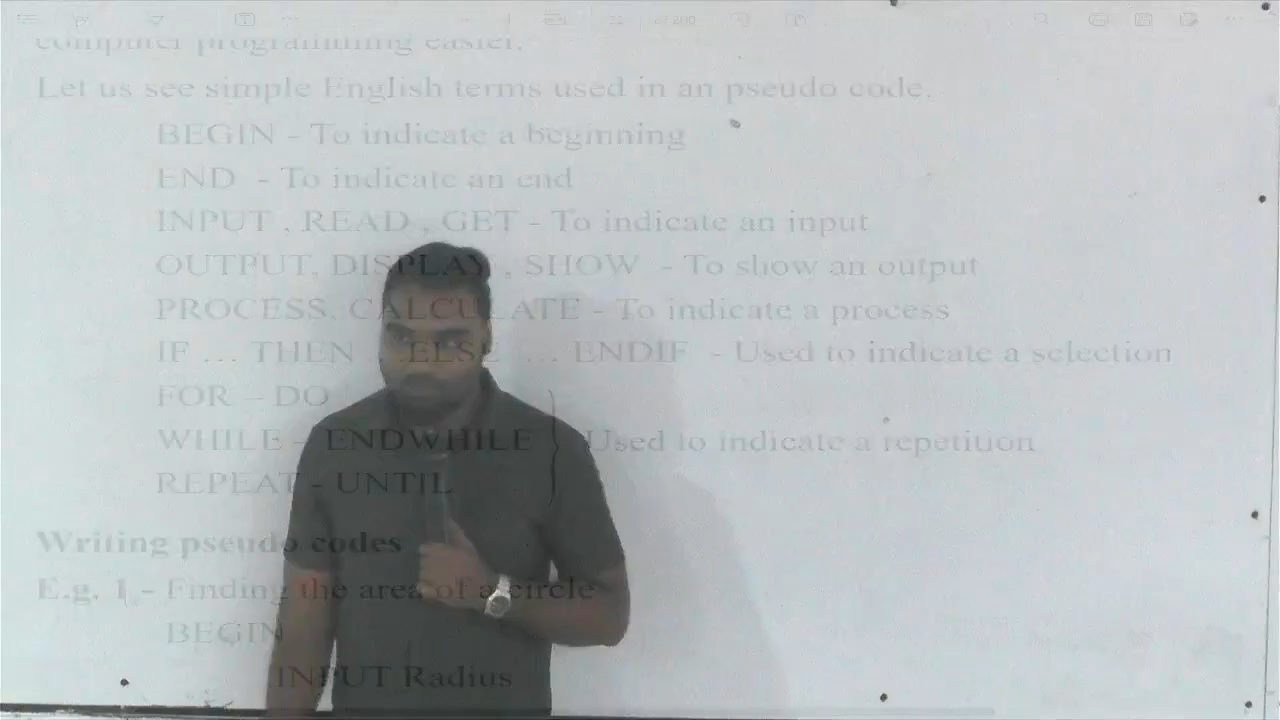 computer programming easier.
Let us see simple English terms used in an pseudo code.
BEGIN - To indicate a beginning
END - To indicate an end
INPUT , READ , GET - To indicate an input
OUTPUT, DISPLAY , SHOW - To show an output
PROCESS, CALCULATE - To indicate a process
IF ... THEN ELSE ... ENDIF - Used to indicate a selection
FOR – DO
WHILE – ENDWHILE } Used to indicate a repetition
REPEAT - UNTIL
Writing pseudo codes
E.g. 1 - Finding the area of a circle
BEGIN
INPUT Radius